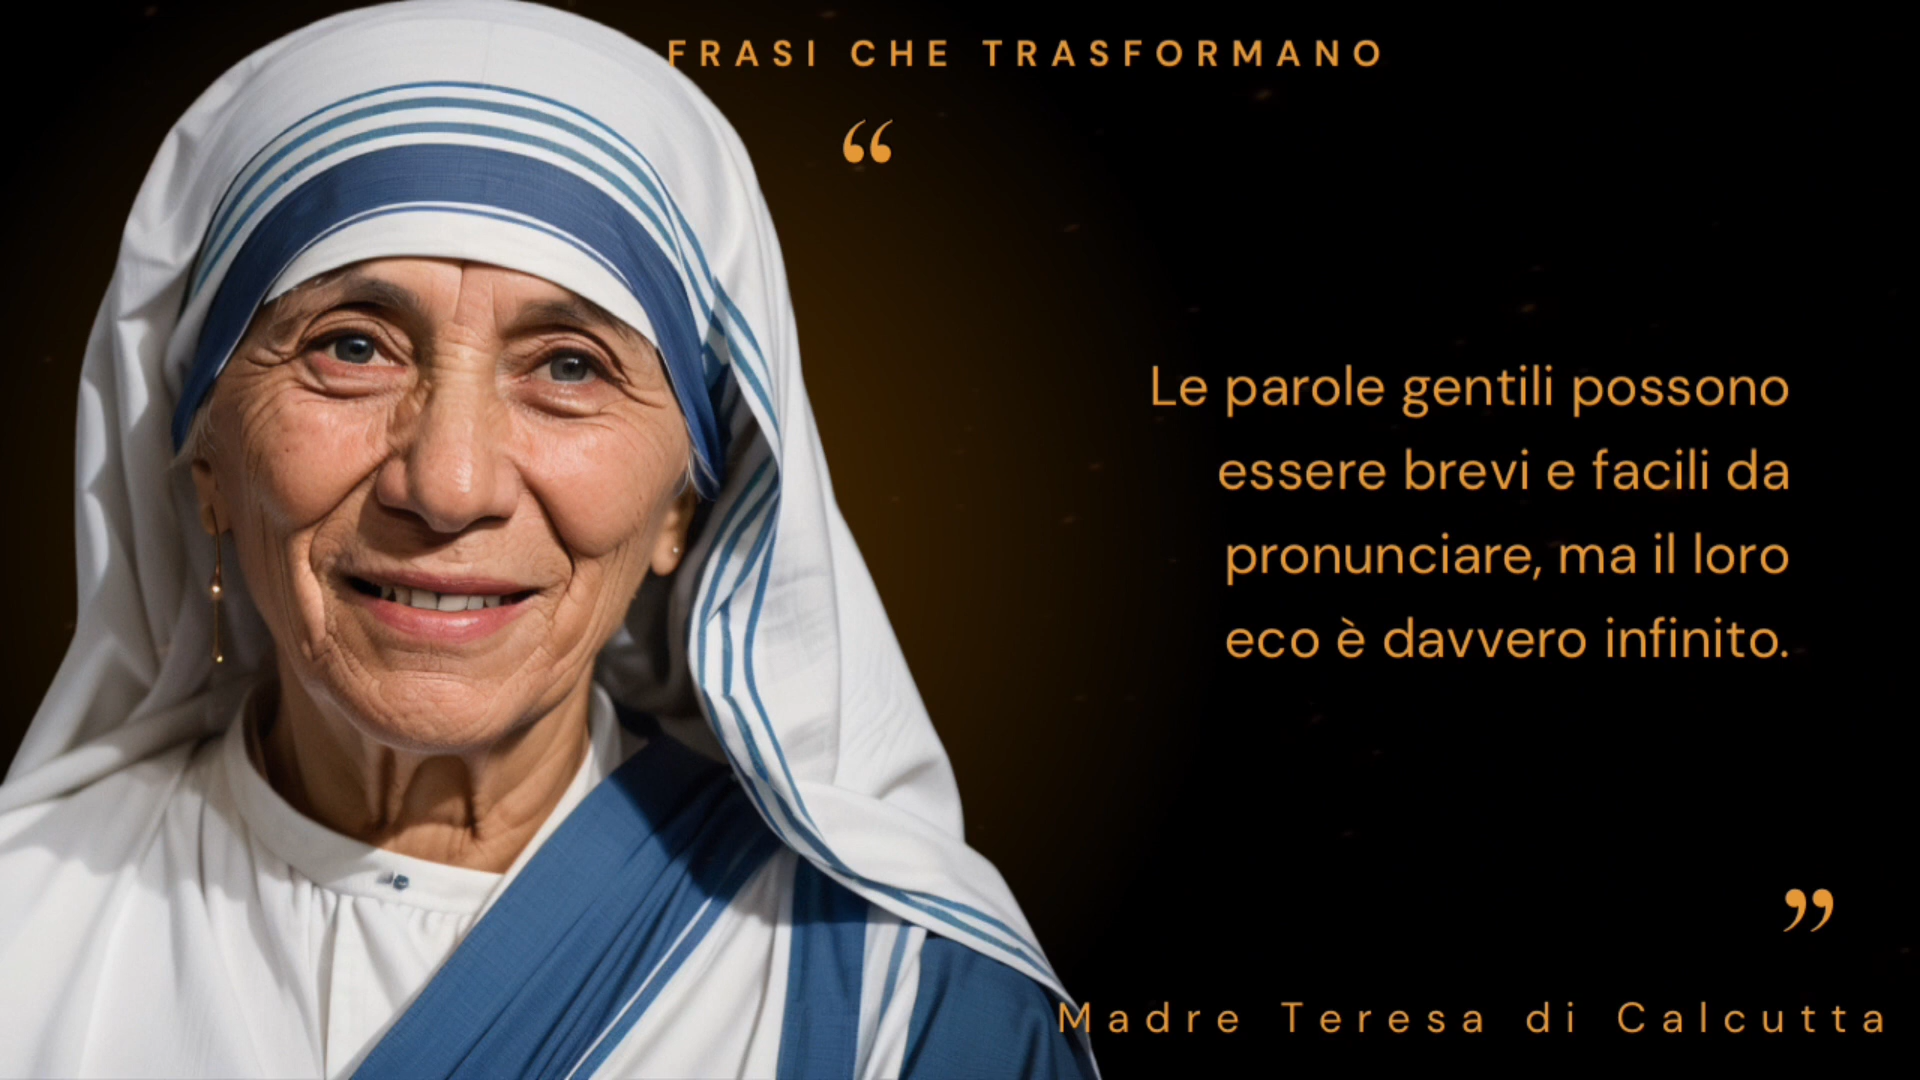 FRASI CHE TRASFORMANO
“
Le parole gentili possono
essere brevi e facili da
pronunciare, ma il loro
eco è davvero infinito.
”
Madre Teresa di Calcutta